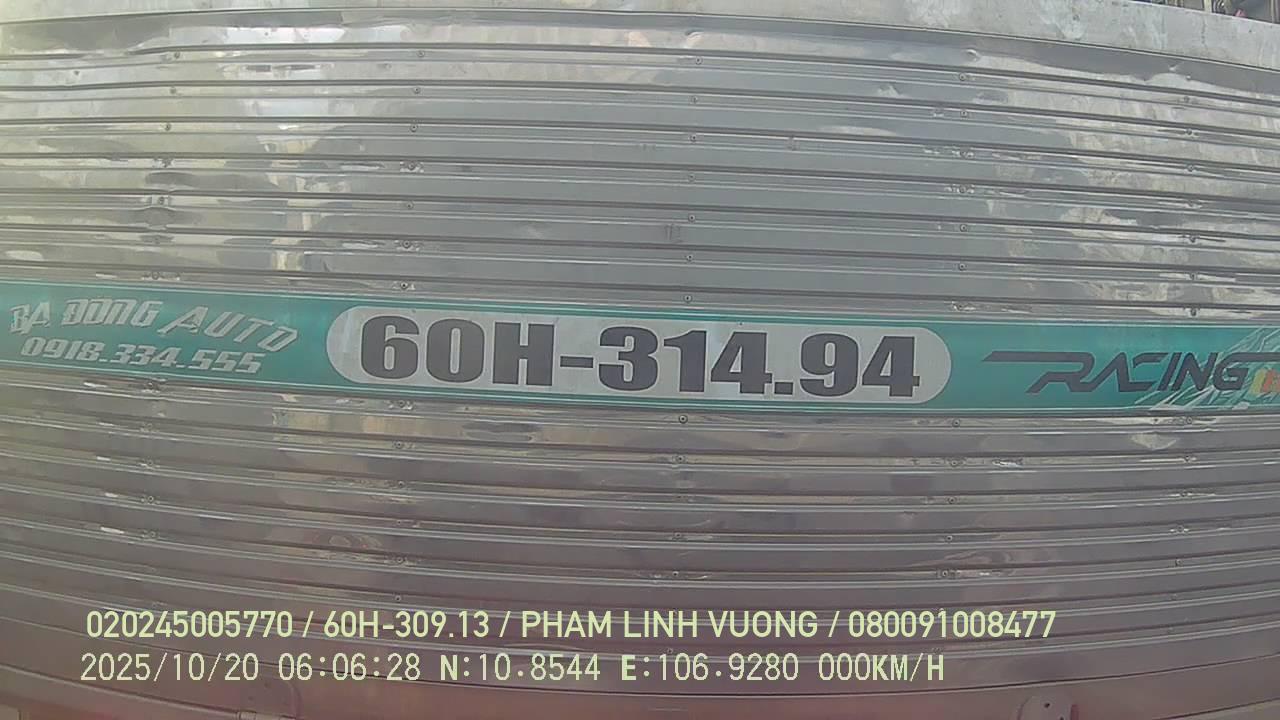 BA ĐÔNG AUTO
0918.334.555
60H-314.94
RACING
020245005770 / 60H-309.13 / PHAM LINH VUONG / 080091008477
2025/10/20 06:06:28 N:10.8544 E:106.9280 000KM/H